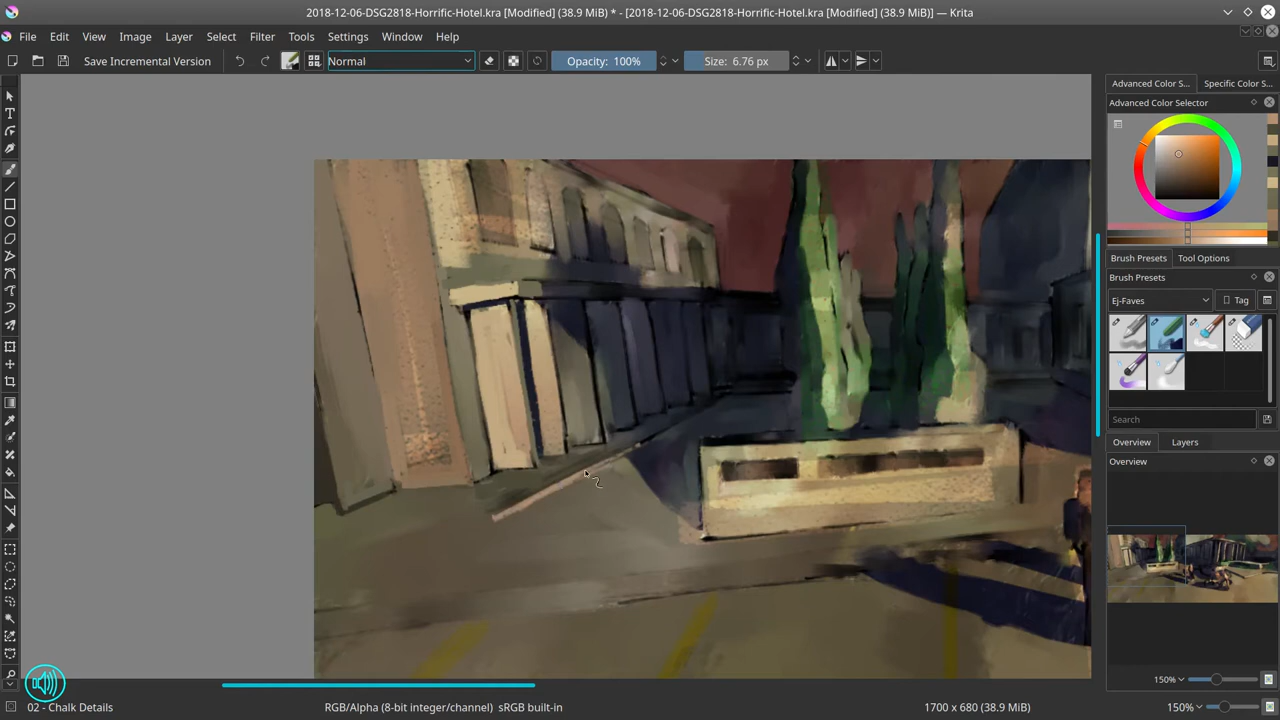 2018-12-06-DSG2818-Horrific-Hotel.kra [Modified] (38.9 MiB) * - [2018-12-06-DSG2818-Horrific-Hotel.kra [Modified] (38.9 MiB)] — Krita
File Edit View Image Layer Select Filter Tools Settings Window Help
Save Incremental Version Normal Opacity: 100% Size: 6.76 px
Advanced Color S... Specific Color S...
Advanced Color Selector
Brush Presets Tool Options
Brush Presets
Ej-Faves Tag
Search
Overview Layers
Overview
150%
02 - Chalk Details RGB/Alpha (8-bit integer/channel) sRGB built-in 1700 x 680 (38.9 MiB) 150%